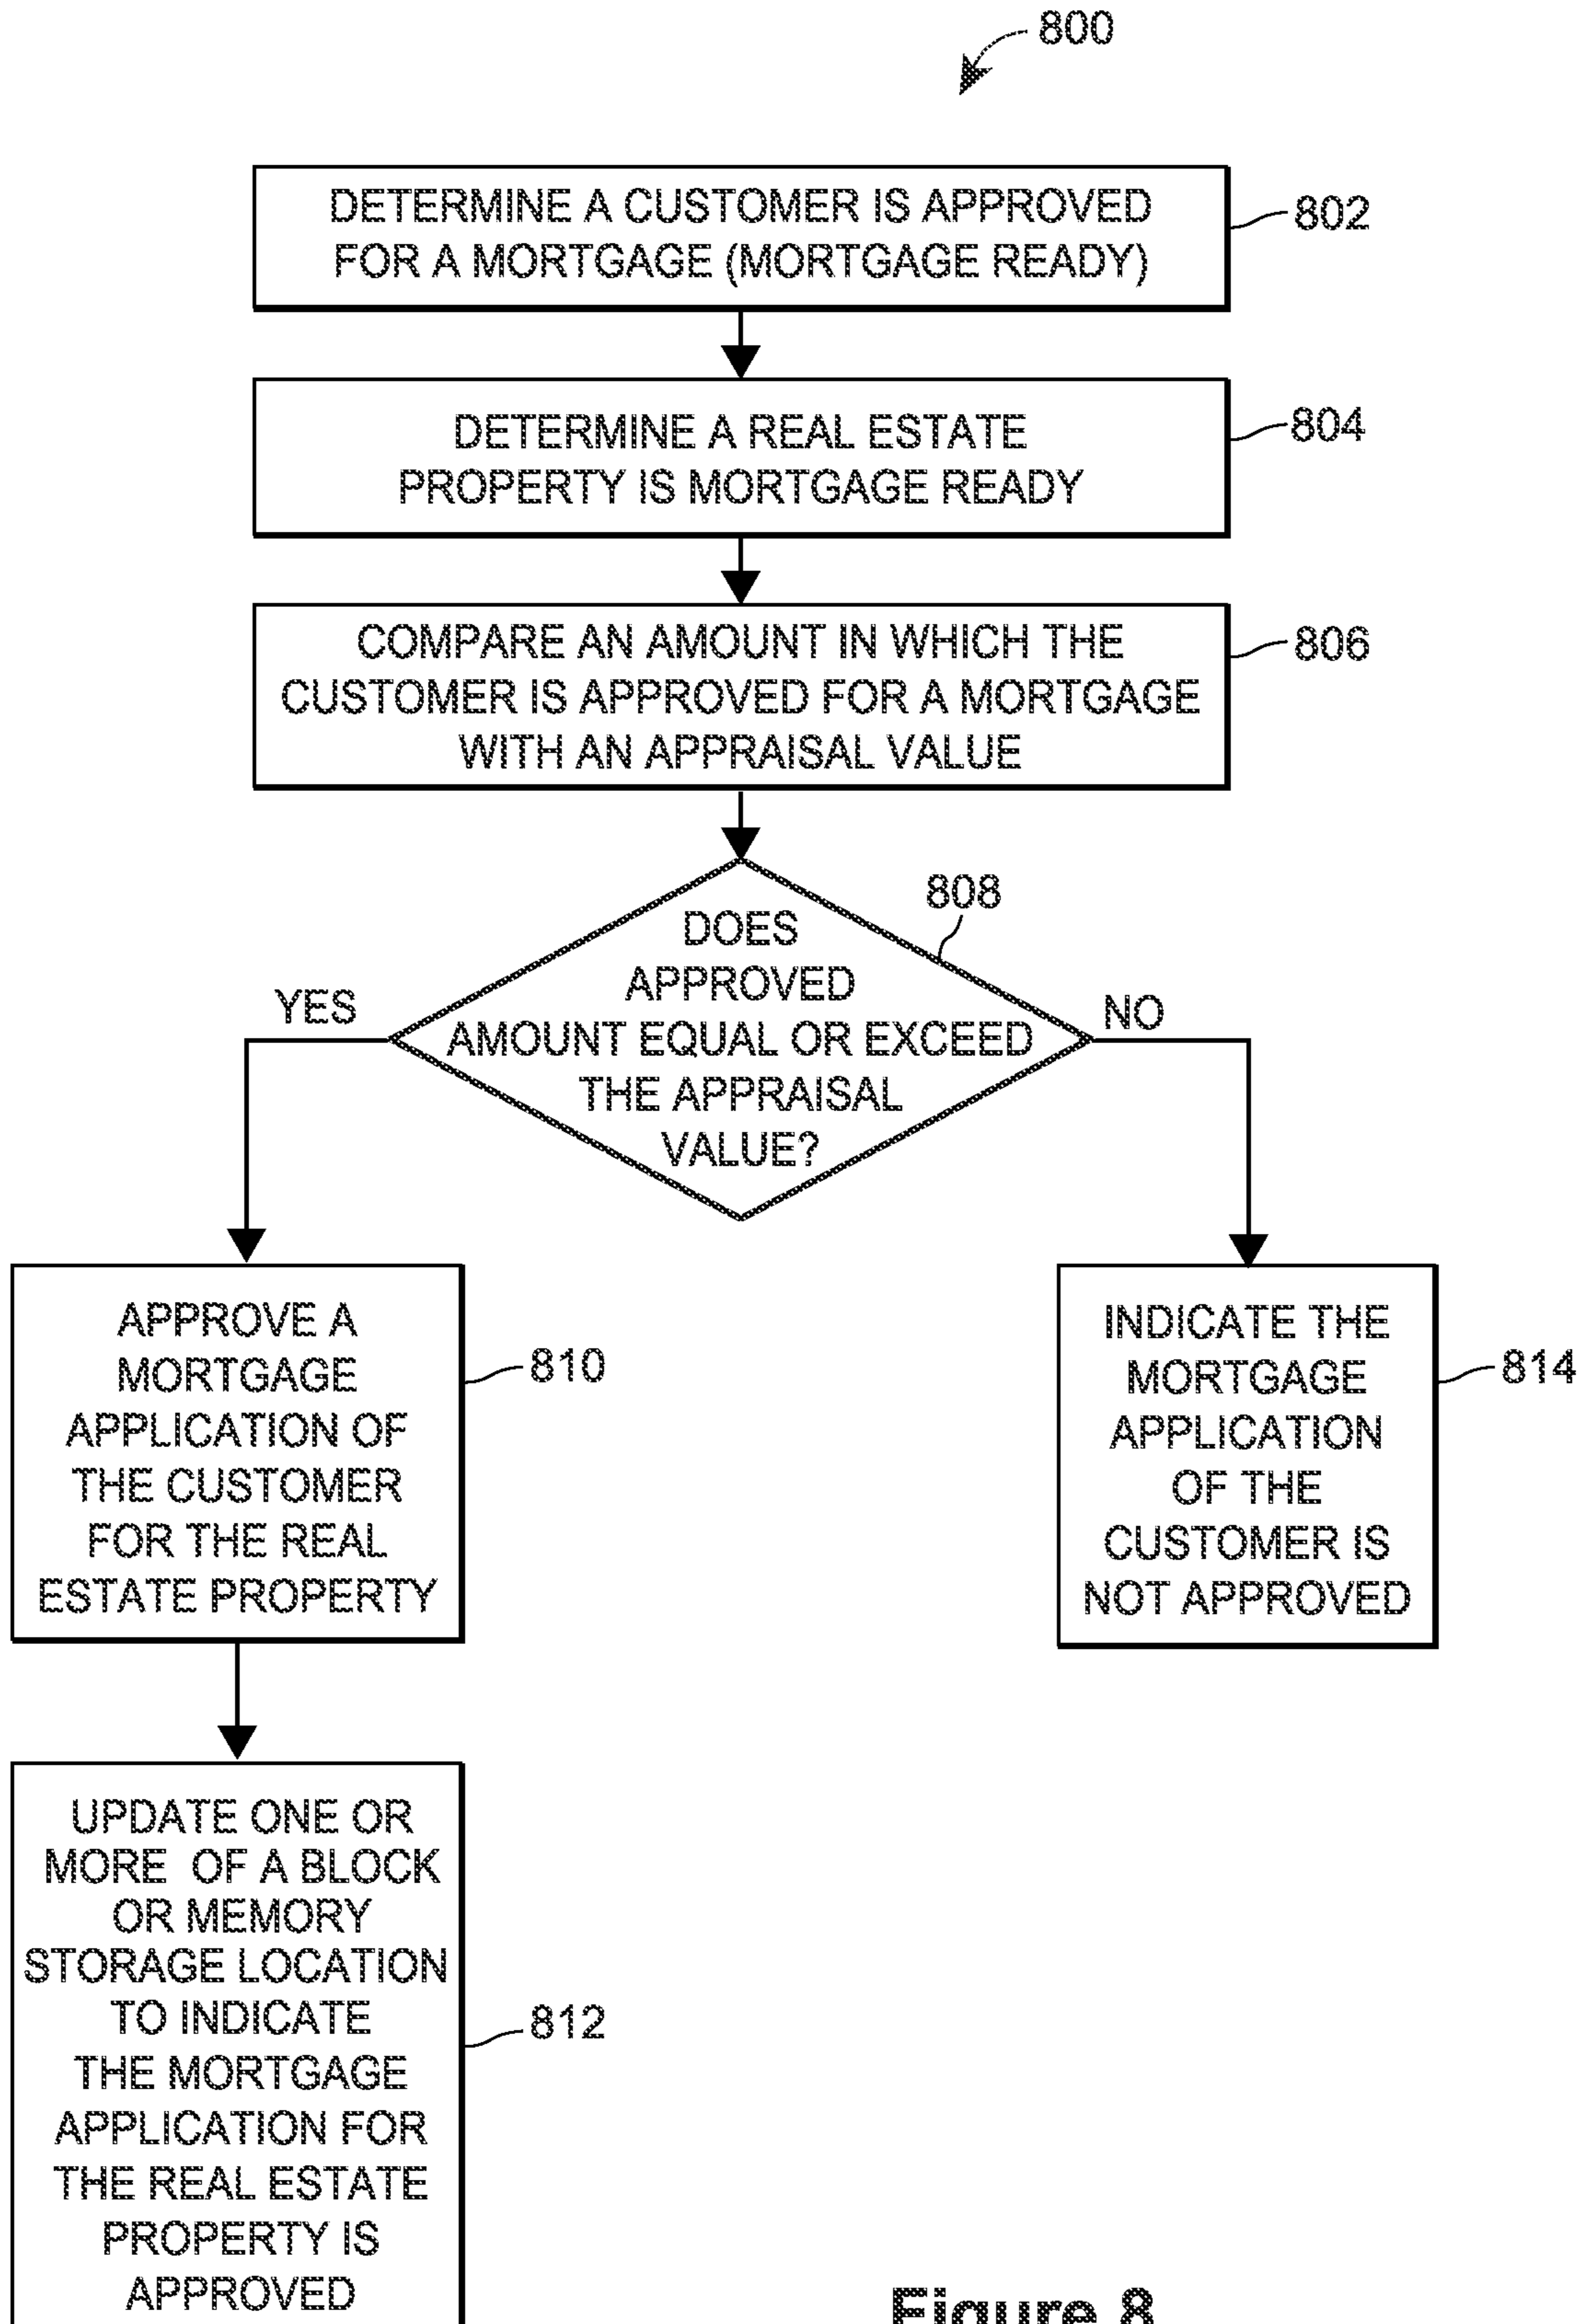 800
DETERMINE A CUSTOMER IS APPROVED
FOR A MORTGAGE (MORTGAGE READY)
802
DETERMINE A REAL ESTATE
PROPERTY IS MORTGAGE READY
804
COMPARE AN AMOUNT IN WHICH THE
CUSTOMER IS APPROVED FOR A MORTGAGE
WITH AN APPRAISAL VALUE
806
808
DOES
APPROVED
AMOUNT EQUAL OR EXCEED
THE APPRAISAL
VALUE?
YES
NO
APPROVE A
MORTGAGE
APPLICATION OF
THE CUSTOMER
FOR THE REAL
ESTATE PROPERTY
810
INDICATE THE
MORTGAGE
APPLICATION
OF THE
CUSTOMER IS
NOT APPROVED
814
UPDATE ONE OR
MORE OF A BLOCK
OR MEMORY
STORAGE LOCATION
TO INDICATE
THE MORTGAGE
APPLICATION FOR
THE REAL ESTATE
PROPERTY IS
APPROVED
812
Figure 8